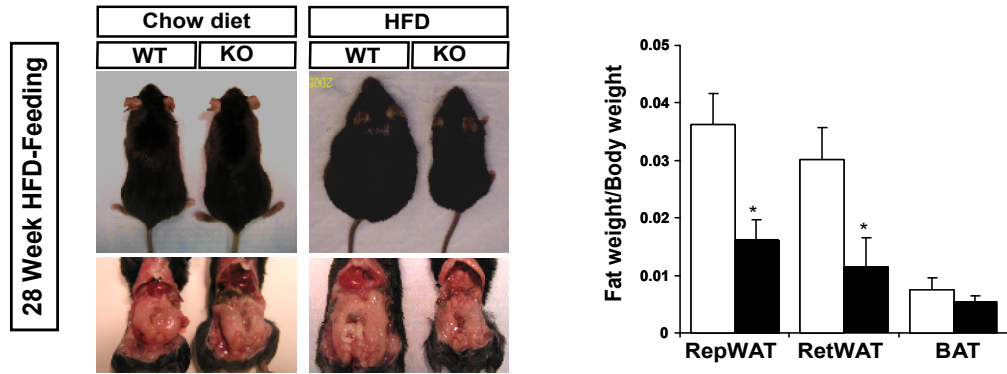 28 Week HFD-Feeding
Chow diet
WT KO
HFD
WT KO
Fat weight/Body weight
0.05
0.04
0.03
0.02
0.01
0
*
*
RepWAT RetWAT BAT